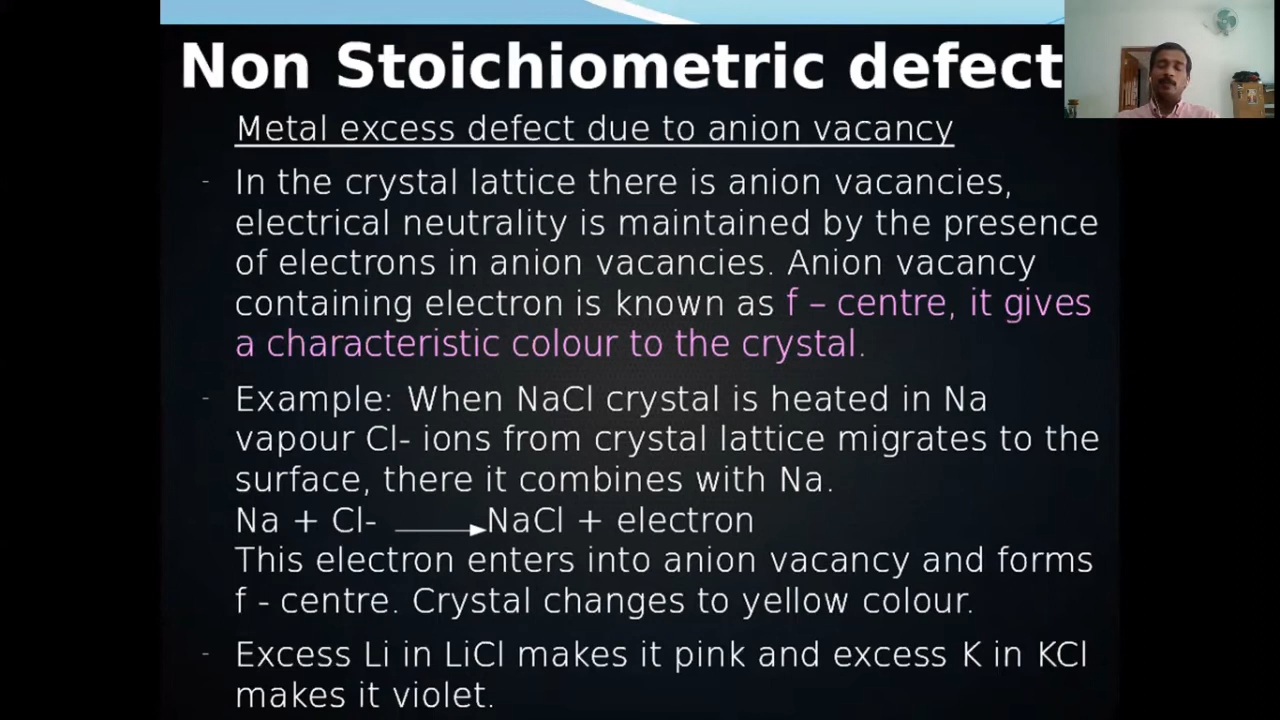 Non Stoichiometric defect
Metal excess defect due to anion vacancy
- In the crystal lattice there is anion vacancies,
electrical neutrality is maintained by the presence
of electrons in anion vacancies. Anion vacancy
containing electron is known as f – centre, it gives
a characteristic colour to the crystal.
- Example: When NaCl crystal is heated in Na
vapour Cl- ions from crystal lattice migrates to the
surface, there it combines with Na.
Na + Cl- ⟶ NaCl + electron
This electron enters into anion vacancy and forms
f - centre. Crystal changes to yellow colour.
- Excess Li in LiCl makes it pink and excess K in KCl
makes it violet.